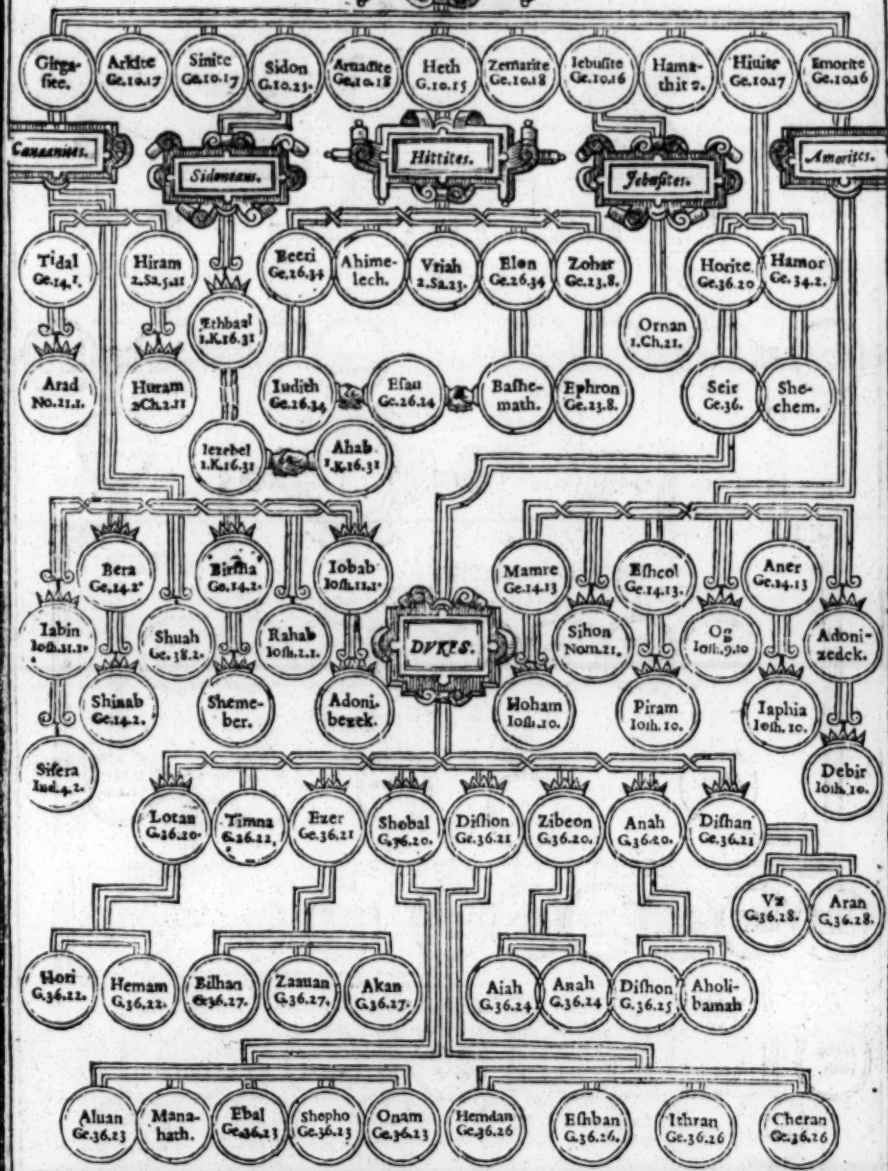 Girga-
site.
Arkite
Ge.10.17
Sinite
Ge.10.17
Sidon
G.10.15.
Aruadite
Ge.10.18
Heth
G.10.15
Zemarite
Ge.10.18
Iebusite
Ge.10.16
Hama-
thite.
Hiuite
Ge.10.17
Emorite
Ge.10.16
Canaanites.
Sidoneans.
Hittites.
Jebusites.
Amorites.
Tidal
Ge.14.1.
Hiram
2.Sa.5.11
Beeri
Ge.26.34
Ahime-
lech.
Vriah
2.Sa.23.
Elon
Ge.26.34
Zohar
Ge.23.8.
Horite
Ge.36.20
Hamor
Ge.34.2.
Ethbaal
1.K.16.31
Ornan
1.Ch.21.
Arad
No.21.1.
Huram
2Ch.2.11
Iudith
Ge.26.34
Esau
Ge.26.24
Bashe-
math.
Ephron
Ge.23.8.
Seir
Ge.36.
She-
chem.
Iezebel
1.K.16.31
Ahab
1.K.16.31
Bera
Ge.14.2.
Birsha
Ge.14.2.
Iobab
Iosh.11.1.
Mamre
Ge.14.13
Eshcol
Ge.14.13.
Aner
Ge.14.13
Iabin
Iosh.11.1.
Shuah
Ge.38.2.
Rahab
Iosh.2.1.
DVKES.
Sihon
Nom.21.
Og
Iosh.9.10
Adoni-
zedek.
Shinab
Ge.14.2.
Sheme-
ber.
Adoni-
bezek.
Hoham
Iosh.10.
Piram
Iosh.10.
Iaphia
Iosh.10.
Sisera
Iud.4.2.
Debir
Iosh.10.
Lotan
G.36.20.
Timna
G.36.22.
Ezer
Ge.36.21
Shobal
G.36.20.
Dishon
Ge.36.21
Zibeon
G.36.20.
Anah
G.36.20.
Dishan
Ge.36.21
Vz
G.36.28.
Aran
G.36.28.
Hori
G.36.22.
Hemam
G.36.22.
Bilhan
G.36.27.
Zaauan
G.36.27.
Akan
G.36.27.
Aiah
G.36.24
Anah
G.36.24
Dishon
G.36.25
Aholi-
bamah
Aluan
Ge.36.23
Mana-
hath.
Ebal
Ge.36.23
Shepho
Ge.36.23
Onam
Ge.36.23
Hemdan
Ge.36.26
Eshban
G.36.26.
Ithran
Ge.36.26
Cheran
Ge.36.26